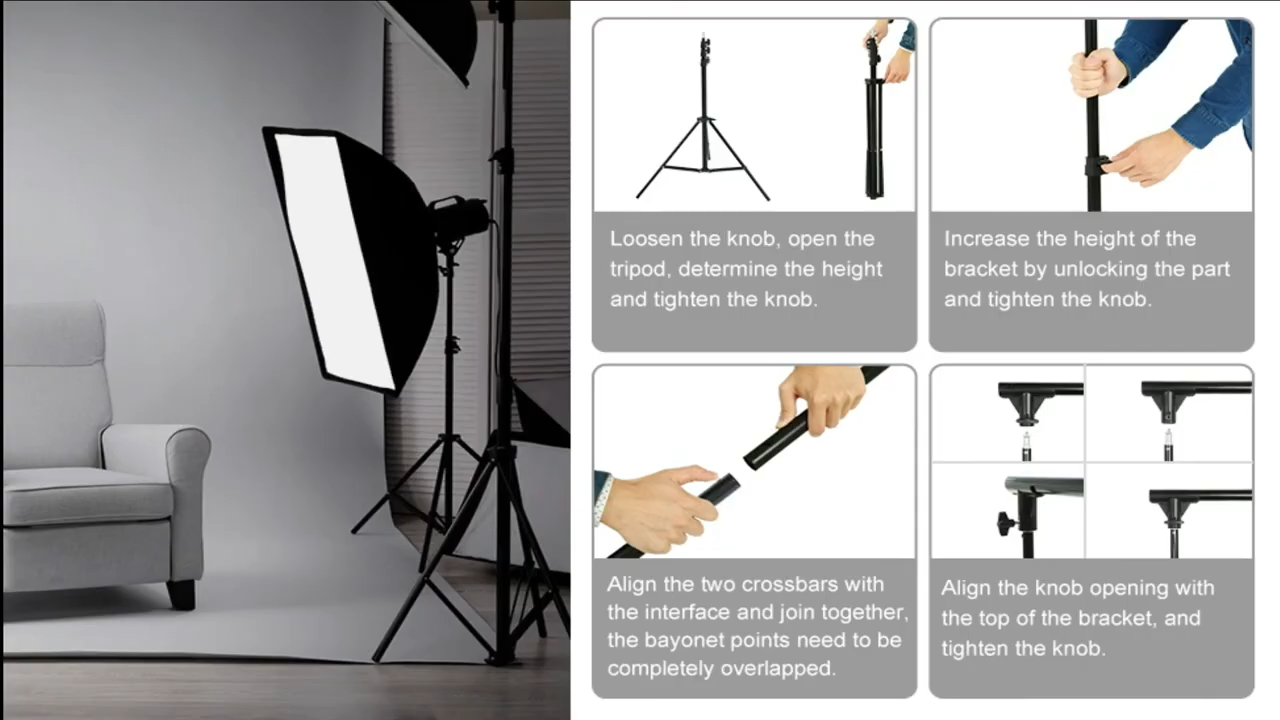 Loosen the knob, open the
tripod, determine the height
and tighten the knob.
Increase the height of the
bracket by unlocking the part
and tighten the knob.
Align the two crossbars with
the interface and join together,
the bayonet points need to be
completely overlapped.
Align the knob opening with
the top of the bracket, and
tighten the knob.